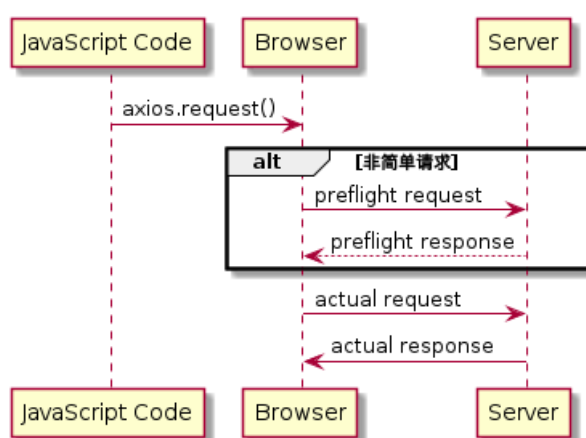 JavaScript Code Browser Server
axios.request()
alt [非简单请求]
preflight request
preflight response
actual request
actual response
JavaScript Code Browser Server